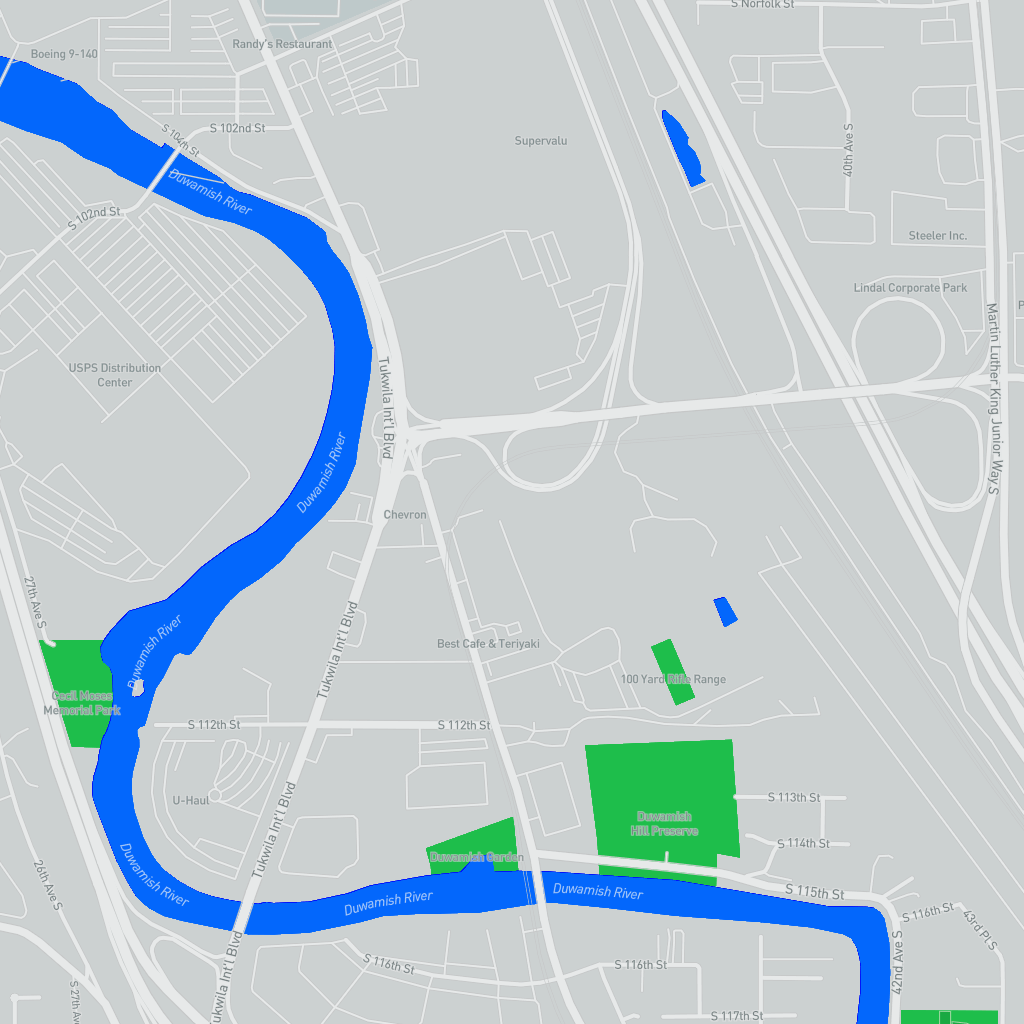 S Norfolk St
Randy's Restaurant
Boeing 9-140
S 104th St
S 102nd St
Supervalu
40th Ave S
Duwamish River
S 102nd St
Steeler Inc.
Lindal Corporate Park
Martin Luther King Junior Way S
P
USPS Distribution
Center
Tukwila Int'l Blvd
Duwamish River
Chevron
27th Ave S
Duwamish River
Tukwila Int'l Blvd
Best Cafe & Teriyaki
100 Yard Rifle Range
Cecil Moses
Memorial Park
S 112th St
S 112th St
U-Haul
Tukwila Int'l Blvd
S 113th St
Duwamish
Hill Preserve
S 114th St
Duwamish Garden
26th Ave S
Duwamish River
Duwamish River
Duwamish River
S 115th St
S 116th St
43rd Pl S
42nd Ave S
Tukwila Int'l Blvd
S 116th St
S 116th St
S 27th Ave
S 117th St